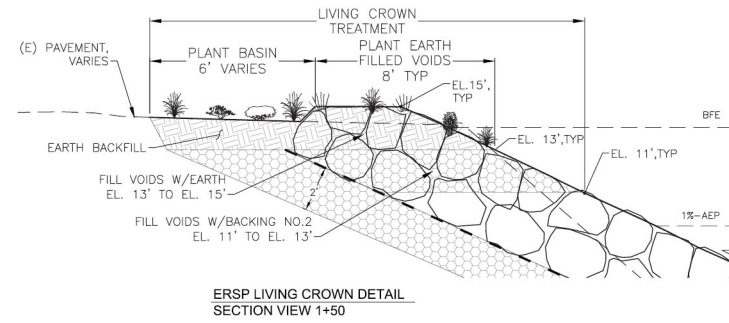 LIVING CROWN
TREATMENT
(E) PAVEMENT,
VARIES
PLANT BASIN
6' VARIES
PLANT EARTH
FILLED VOIDS
8' TYP
EL.15',
TYP
BFE
EARTH BACKFILL
EL. 13',TYP
EL. 11',TYP
FILL VOIDS W/EARTH
EL. 13' TO EL. 15'
2'
FILL VOIDS W/BACKING NO.2
EL. 11' TO EL. 13'
1%-AEP
ERSP LIVING CROWN DETAIL
SECTION VIEW 1+50